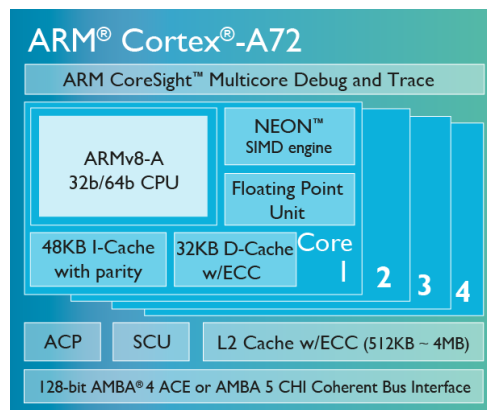 ARM® Cortex®-A72
ARM CoreSight™ Multicore Debug and Trace
ARMv8-A
32b/64b CPU
NEON™
SIMD engine
Floating Point
Unit
48KB I-Cache
with parity
32KB D-Cache
w/ECC
Core
1
2
3
4
ACP
SCU
L2 Cache w/ECC (512KB ~ 4MB)
128-bit AMBA® 4 ACE or AMBA 5 CHI Coherent Bus Interface